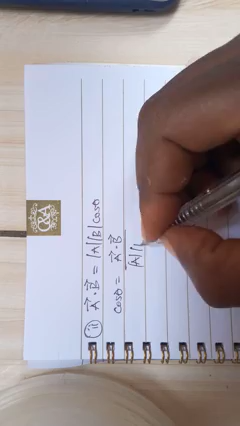 (ii) A⃗ · B⃗ = |A||B| cosθ
cosθ = A⃗ · B⃗
|A⃗||
Q&A